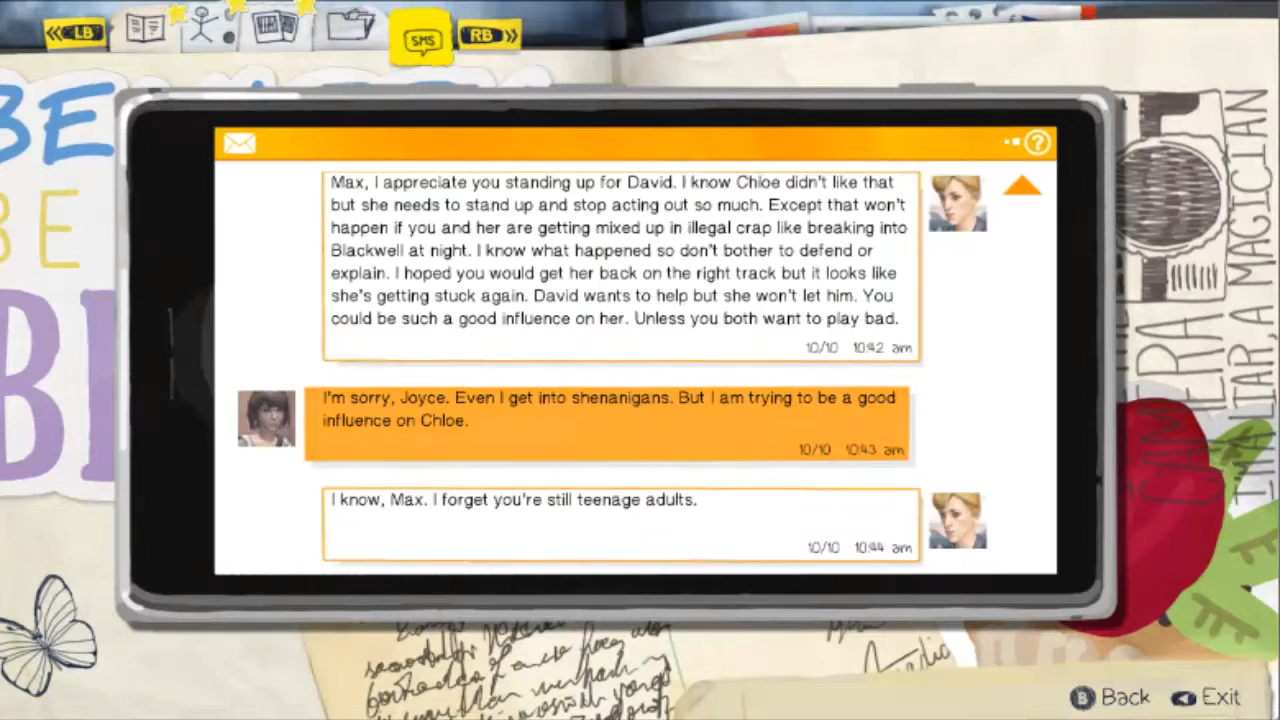 LB
SMS
RB
BE
BE
Max, I appreciate you standing up for David. I know Chloe didn't like that
but she needs to stand up and stop acting out so much. Except that won't
happen if you and her are getting mixed up in illegal crap like breaking into
Blackwell at night. I know what happened so don't bother to defend or
explain. I hoped you would get her back on the right track but it looks like
she's getting stuck again. David wants to help but she won't let him. You
could be such a good influence on her. Unless you both want to play bad.
10/10 10:42 am
I'm sorry, Joyce. Even I get into shenanigans. But I am trying to be a good
influence on Chloe.
10/10 10:43 am
I know, Max. I forget you're still teenage adults.
10/10 10:44 am
I'M A LIAR, A MAGICIAN
B Back
Exit